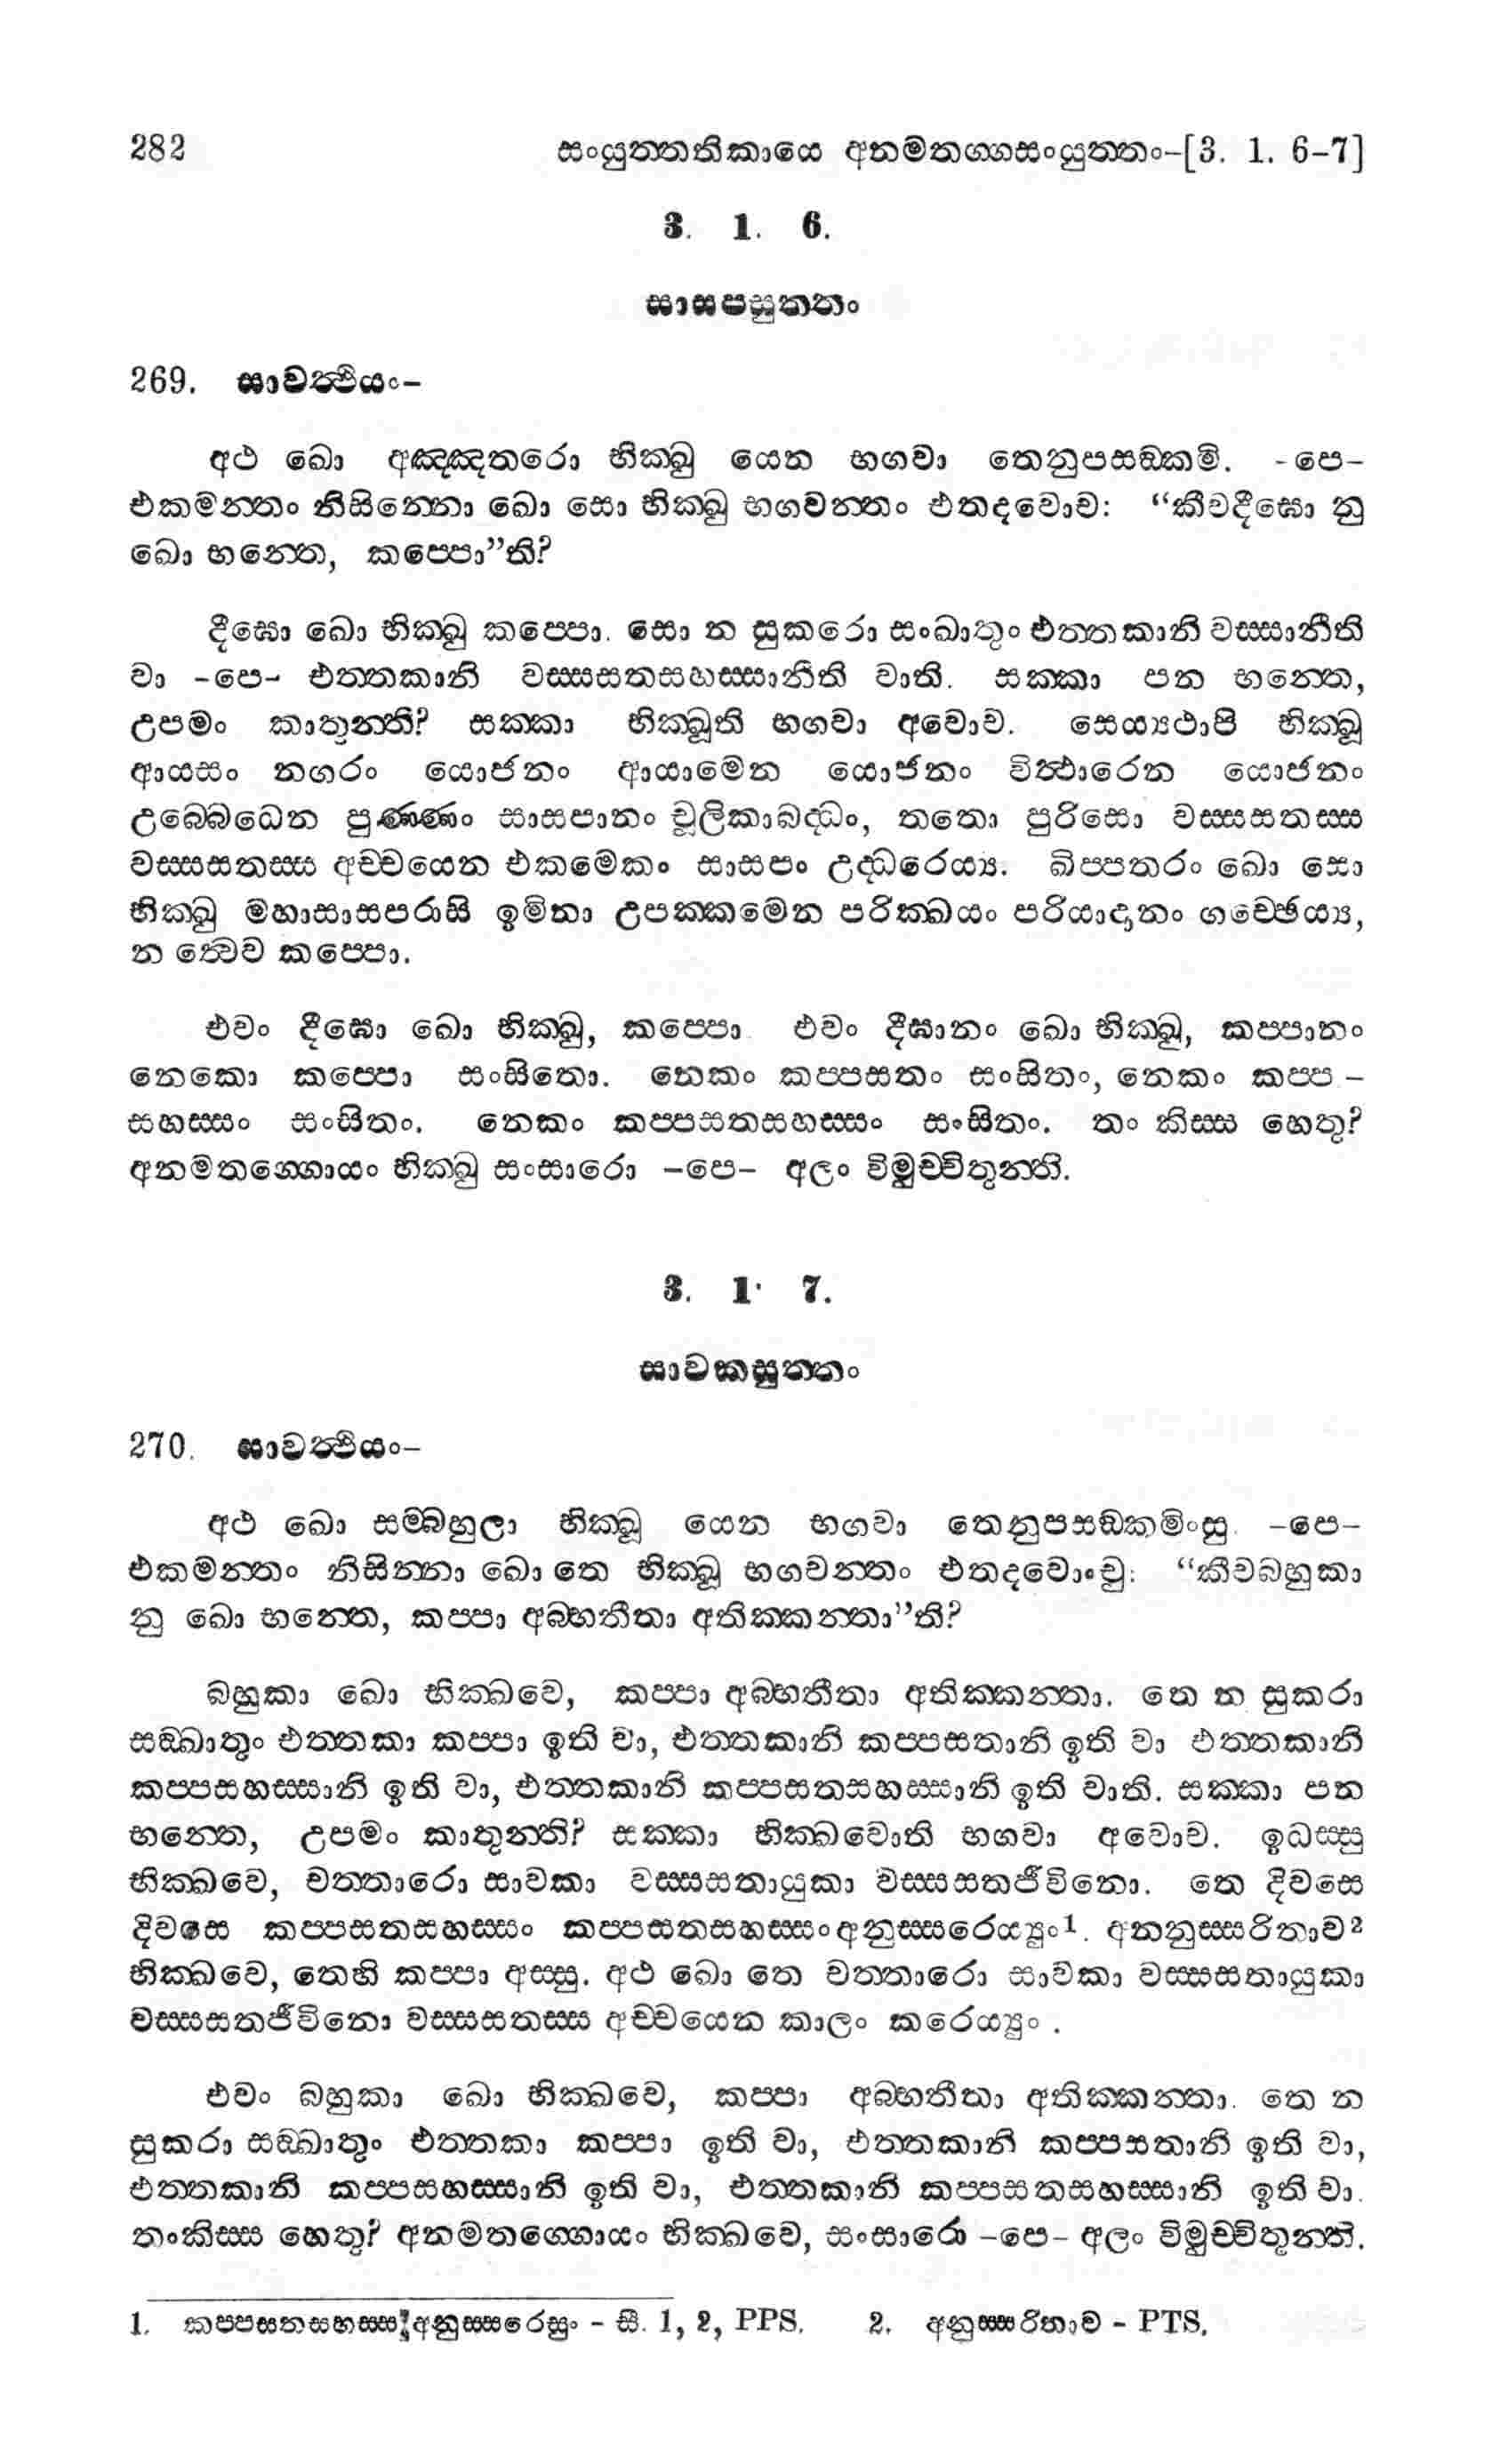 282 සංයුත්තනිකායෙ අනමතග්ගසංයුත්තං–[3. 1. 6–7]
3. 1. 6.
සාසපසුත්තං
269. සාවත්ථියං–
අථ ඛො අඤ්ඤතරො භික්ඛු යෙන භගවා තෙනුපසඞ්කමි. -පෙ–
එකමන්තං නිසින්නො ඛො සො භික්ඛු භගවන්තං එතදවොච: “කීවදීඝො නු
ඛො භන්තෙ, කප්පො”ති?
දීඝො ඛො භික්ඛු කප්පො. සො න සුකරො සංඛාතුං එත්තකානි වස්සානීති
වා -පෙ- එත්තකානි වස්සසතසහස්සානීති වාති. සක්කා පන භන්තෙ,
උපමං කාතුන්ති? සක්කා භික්ඛූති භගවා අවොච. සෙය්‍යථාපි භික්ඛු
ආයසං නගරං යොජනං ආයාමෙන යොජනං විත්ථාරෙන යොජනං
උබ්බෙධෙන පුණ්ණං සාසපානං චූලිකාබද්ධං, තතො පුරිසො වස්සසතස්ස
වස්සසතස්ස අච්චයෙන එකමෙකං සාසපං උද්ධරෙය්‍ය. ඛිප්පතරං ඛො සො
භික්ඛු මහාසාසපරාසි ඉමිනා උපක්කමෙන පරික්ඛයං පරියාදානං ගච්ඡෙය්‍ය,
න ත්වෙව කප්පො.
එවං දීඝො ඛො භික්ඛු, කප්පො. එවං දීඝානං ඛො භික්ඛු, කප්පානං
නෙකො කප්පො සංසිතො. නෙකං කප්පසතං සංසිතං, නෙකං කප්ප –
සහස්සං සංසිතං. නෙකං කප්පසතසහස්සං සංසිතං. තං කිස්ස හෙතු?
අනමතග්ගොයං භික්ඛු සංසාරො –පෙ– අලං විමුච්චිතුන්ති.
3. 1· 7.
සාවකසුත්තං
270. සාවත්ථියං–
අථ ඛො සම්බහුලා භික්ඛූ යෙන භගවා තෙනුපසඞ්කමිංසු. –පෙ–
එකමන්තං නිසින්නා ඛො තෙ භික්ඛූ භගවන්තං එතදවොංචු: “කීවබහුකා
නු ඛො භන්තෙ, කප්පා අබ්භතීතා අතික්කන්තා”ති?
බහුකා ඛො භික්ඛවෙ, කප්පා අබ්භතීතා අතික්කන්තා. තෙ න සුකරා
සඞ්ඛාතුං එත්තකා කප්පා ඉති වා, එත්තකානි කප්පසතානි ඉති වා එත්තකානි
කප්පසහස්සානි ඉති වා, එත්තකානි කප්පසතසහස්සානි ඉති වාති. සක්කා පන
භන්තෙ, උපමං කාතුන්ති? සක්කා භික්ඛවොති භගවා අවොච. ඉධස්සු
භික්ඛවෙ, චත්තාරො සාවකා වස්සසතායුකා වස්සසතජීවිනො. තෙ දිවසෙ
දිවසෙ කප්පසතසහස්සං කප්පසතසහස්සං අනුස්සරෙය්‍යුං1. අනනුස්සරිතාව2
භික්ඛවෙ, තෙහි කප්පා අස්සු. අථ ඛො තෙ චත්තාරො සාවකා වස්සසතායුකා
වස්සසතජීවිනො වස්සසතස්ස අච්චයෙන කාලං කරෙය්‍යුං .
එවං බහුකා ඛො භික්ඛවෙ, කප්පා අබ්භතීතා අතික්කන්තා. තෙ න
සුකරා සඞ්ඛාතුං එත්තකා කප්පා ඉති වා, එත්තකානි කප්පසතානි ඉති වා,
එත්තකානි කප්පසහස්සානි ඉති වා, එත්තකානි කප්පසතසහස්සානි ඉති වා.
තංකිස්ස හෙතු? අනමතග්ගොයං භික්ඛවෙ, සංසාරො –පෙ– අලං විමුච්චිතුන්ති.
1. – සී. 1, 2, PPS. 2. අනුස්සරිතාව – PTS.